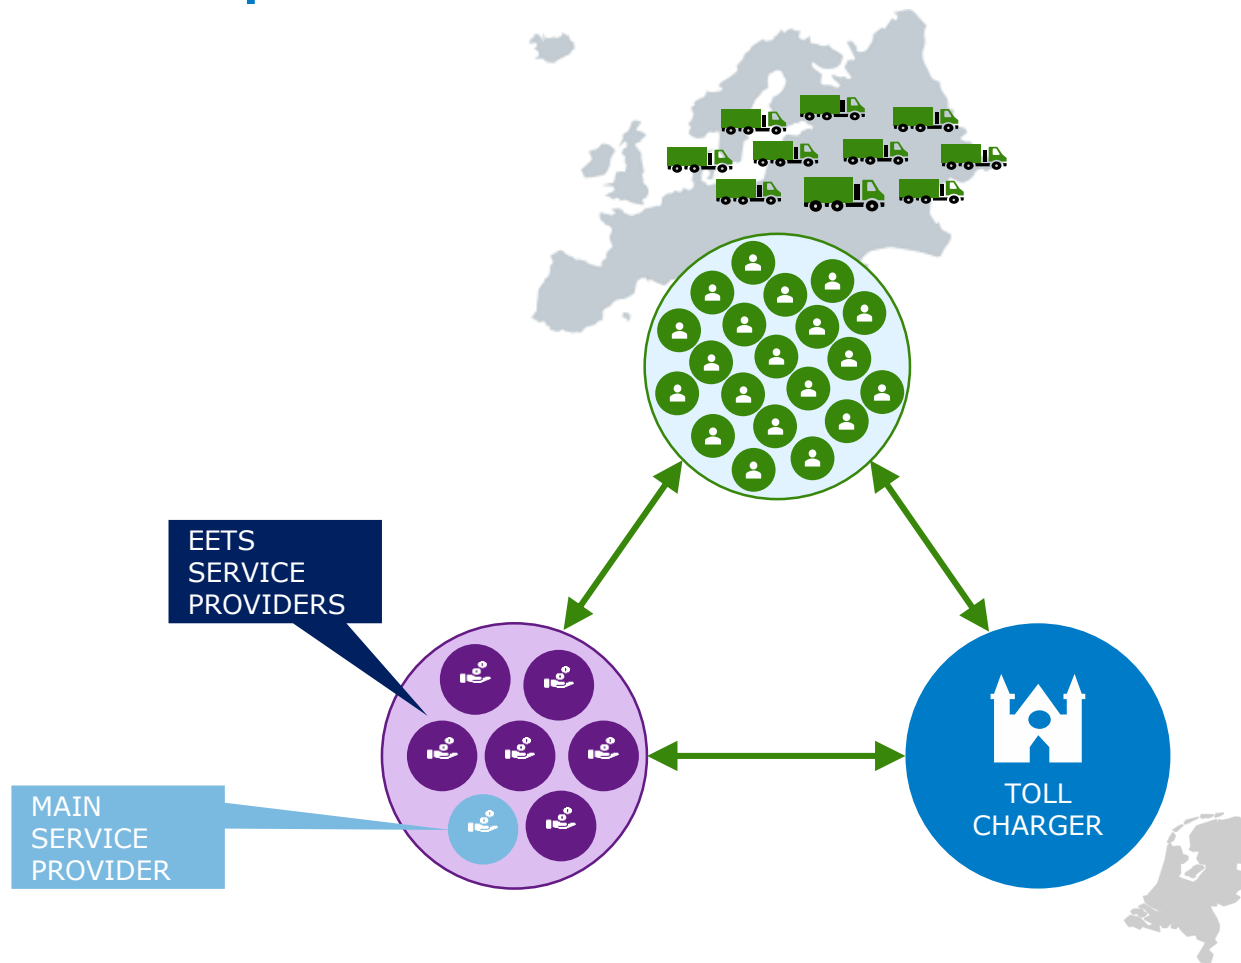 EETS
SERVICE
PROVIDERS
MAIN
SERVICE
PROVIDER
TOLL
CHARGER